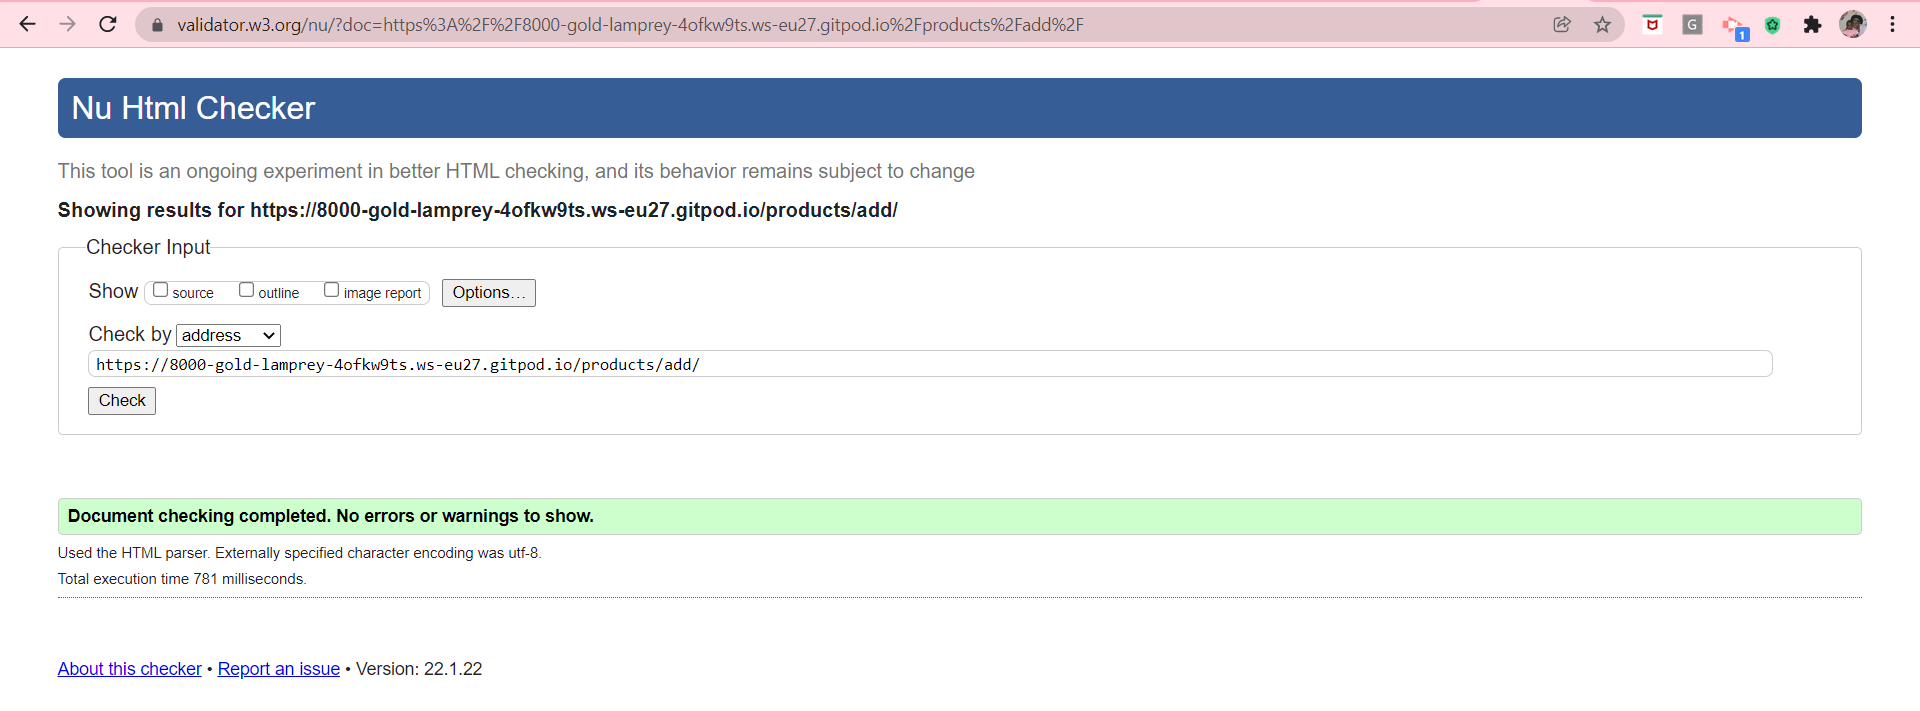 validator.w3.org/nu/?doc=https%3A%2F%2F8000-gold-lamprey-4ofkw9ts.ws-eu27.gitpod.io%2Fproducts%2Fadd%2F
G
1
Nu Html Checker
This tool is an ongoing experiment in better HTML checking, and its behavior remains subject to change
Showing results for https://8000-gold-lamprey-4ofkw9ts.ws-eu27.gitpod.io/products/add/
Checker Input
Show source outline image report Options...
Check by address
https://8000-gold-lamprey-4ofkw9ts.ws-eu27.gitpod.io/products/add/
Check
Document checking completed. No errors or warnings to show.
Used the HTML parser. Externally specified character encoding was utf-8.
Total execution time 781 milliseconds.
About this checker • Report an issue • Version: 22.1.22